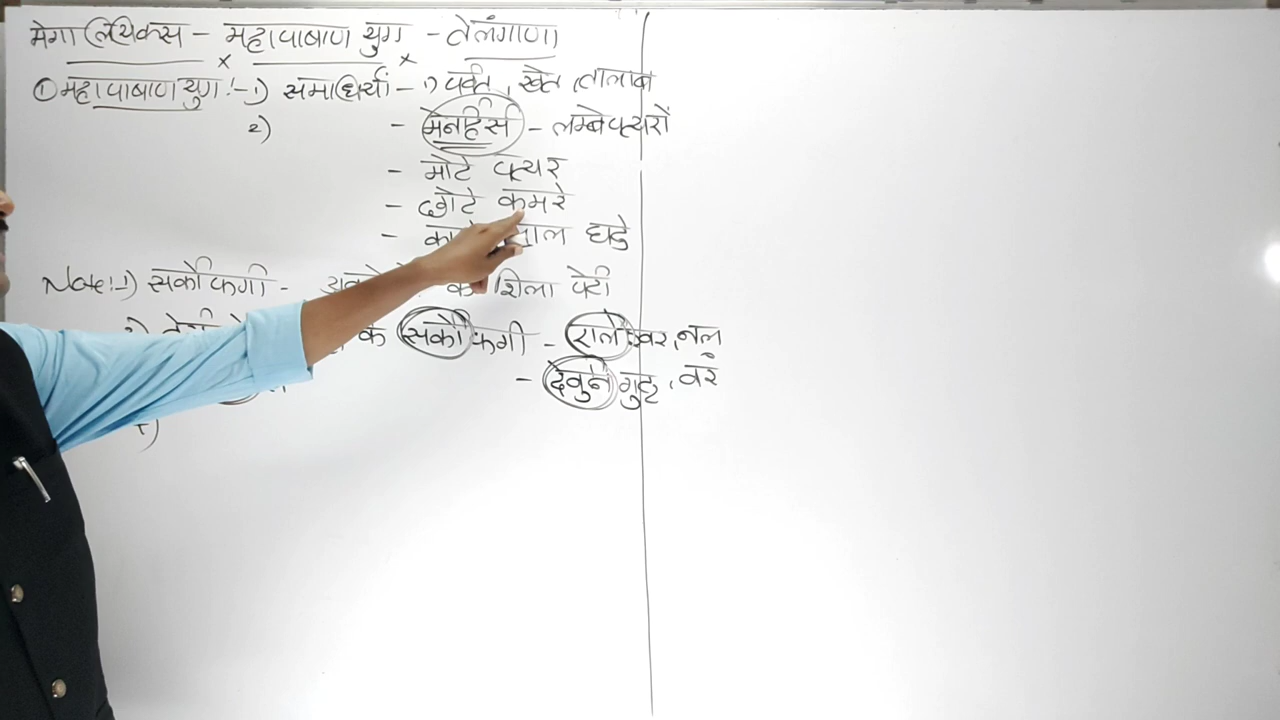 मेगालिथिकस - महापाषाण युग - तेलंगाणा
① महापाषाण युग :- 1) समाधियाँ - 1) पर्वत, खेत, तालाब
2) - मेनहिर्स - लम्बे पत्थरों
- मोटे पत्थर
- छोटे कमरे
- लाल घडे
Note :- 1) सर्कोफगी - शिला पेटी
के सर्को फगी - राले श्वर, नल
- देवुन गुट्ट, वरं